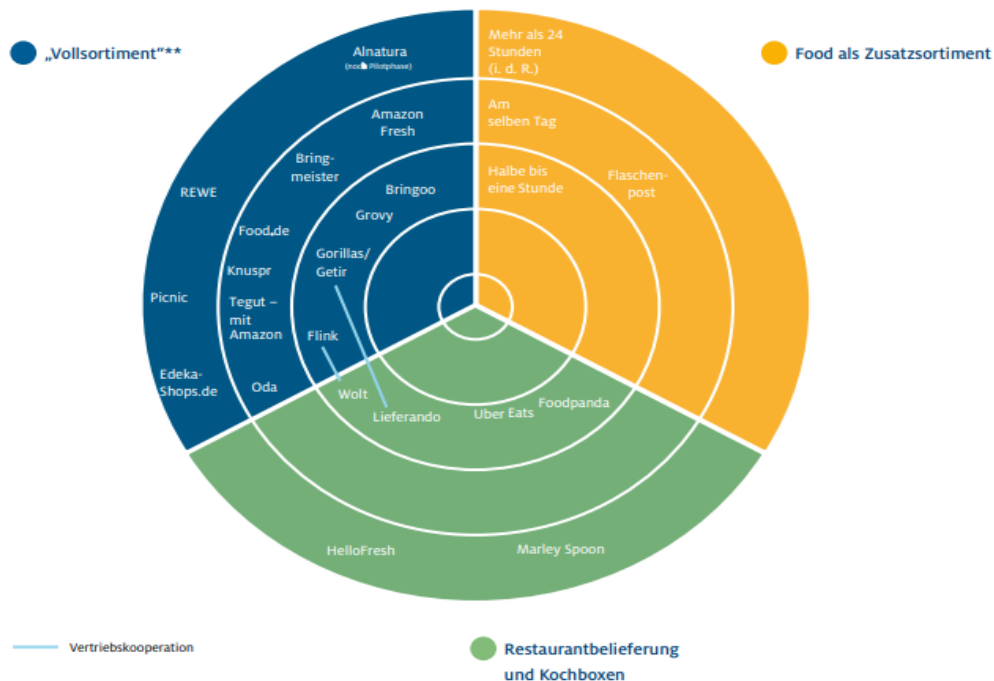 „Vollsortiment"**
Food als Zusatzsortiment
Alnatura
(noch Pilotphase)
Amazon
Fresh
Bring-
meister
Bringoo
REWE
Grovy
Food.de
Gorillas/
Getir
Knuspr
Picnic
Tegut –
mit
Amazon
Flink
Edeka-
Shops.de
Oda
Mehr als 24
Stunden
(i. d. R.)
Am
selben Tag
Halbe bis
eine Stunde
Flaschen-
post
Wolt
Lieferando
Uber Eats
Foodpanda
HelloFresh
Marley Spoon
Vertriebskooperation
Restaurantbelieferung
und Kochboxen